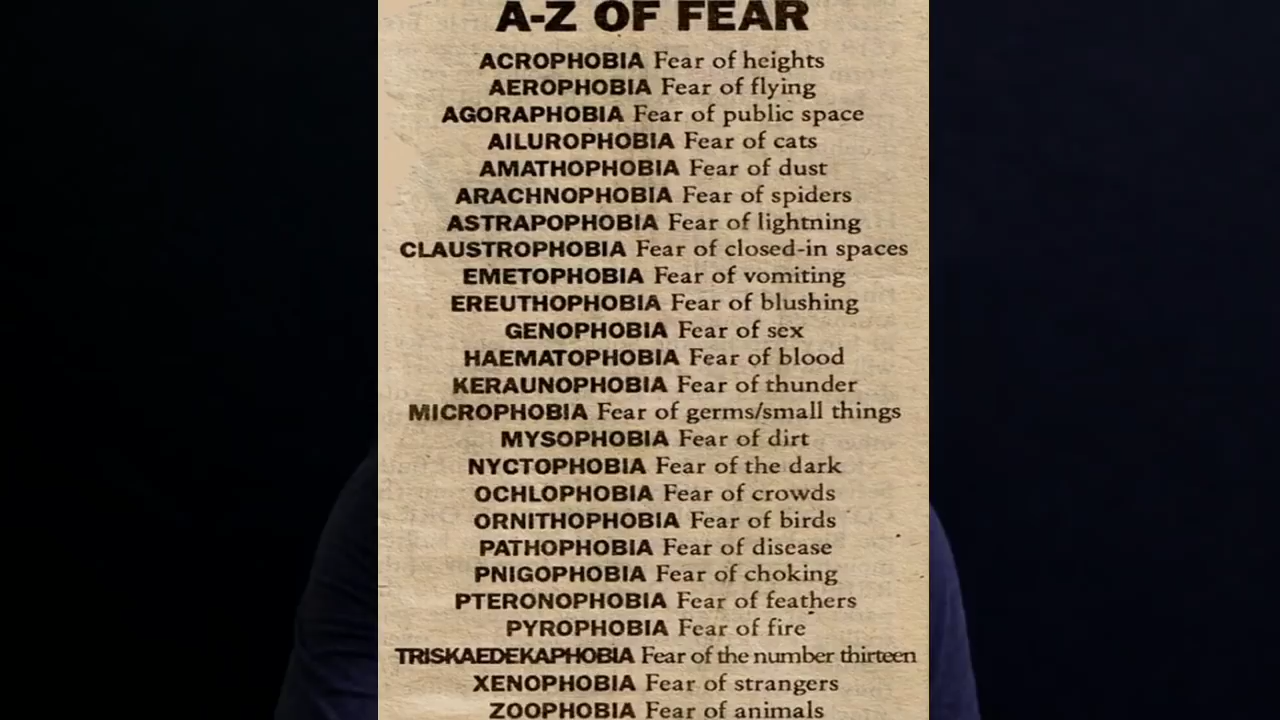 A-Z OF FEAR
ACROPHOBIA Fear of heights
AEROPHOBIA Fear of flying
AGORAPHOBIA Fear of public space
AILUROPHOBIA Fear of cats
AMATHOPHOBIA Fear of dust
ARACHNOPHOBIA Fear of spiders
ASTRAPOPHOBIA Fear of lightning
CLAUSTROPHOBIA Fear of closed-in spaces
EMETOPHOBIA Fear of vomiting
EREUTHOPHOBIA Fear of blushing
GENOPHOBIA Fear of sex
HAEMATOPHOBIA Fear of blood
KERAUNOPHOBIA Fear of thunder
MICROPHOBIA Fear of germs/small things
MYSOPHOBIA Fear of dirt
NYCTOPHOBIA Fear of the dark
OCHLOPHOBIA Fear of crowds
ORNITHOPHOBIA Fear of birds
PATHOPHOBIA Fear of disease
PNIGOPHOBIA Fear of choking
PTERONOPHOBIA Fear of feathers
PYROPHOBIA Fear of fire
TRISKAEDEKAPHOBIA Fear of the number thirteen
XENOPHOBIA Fear of strangers
ZOOPHOBIA Fear of animals